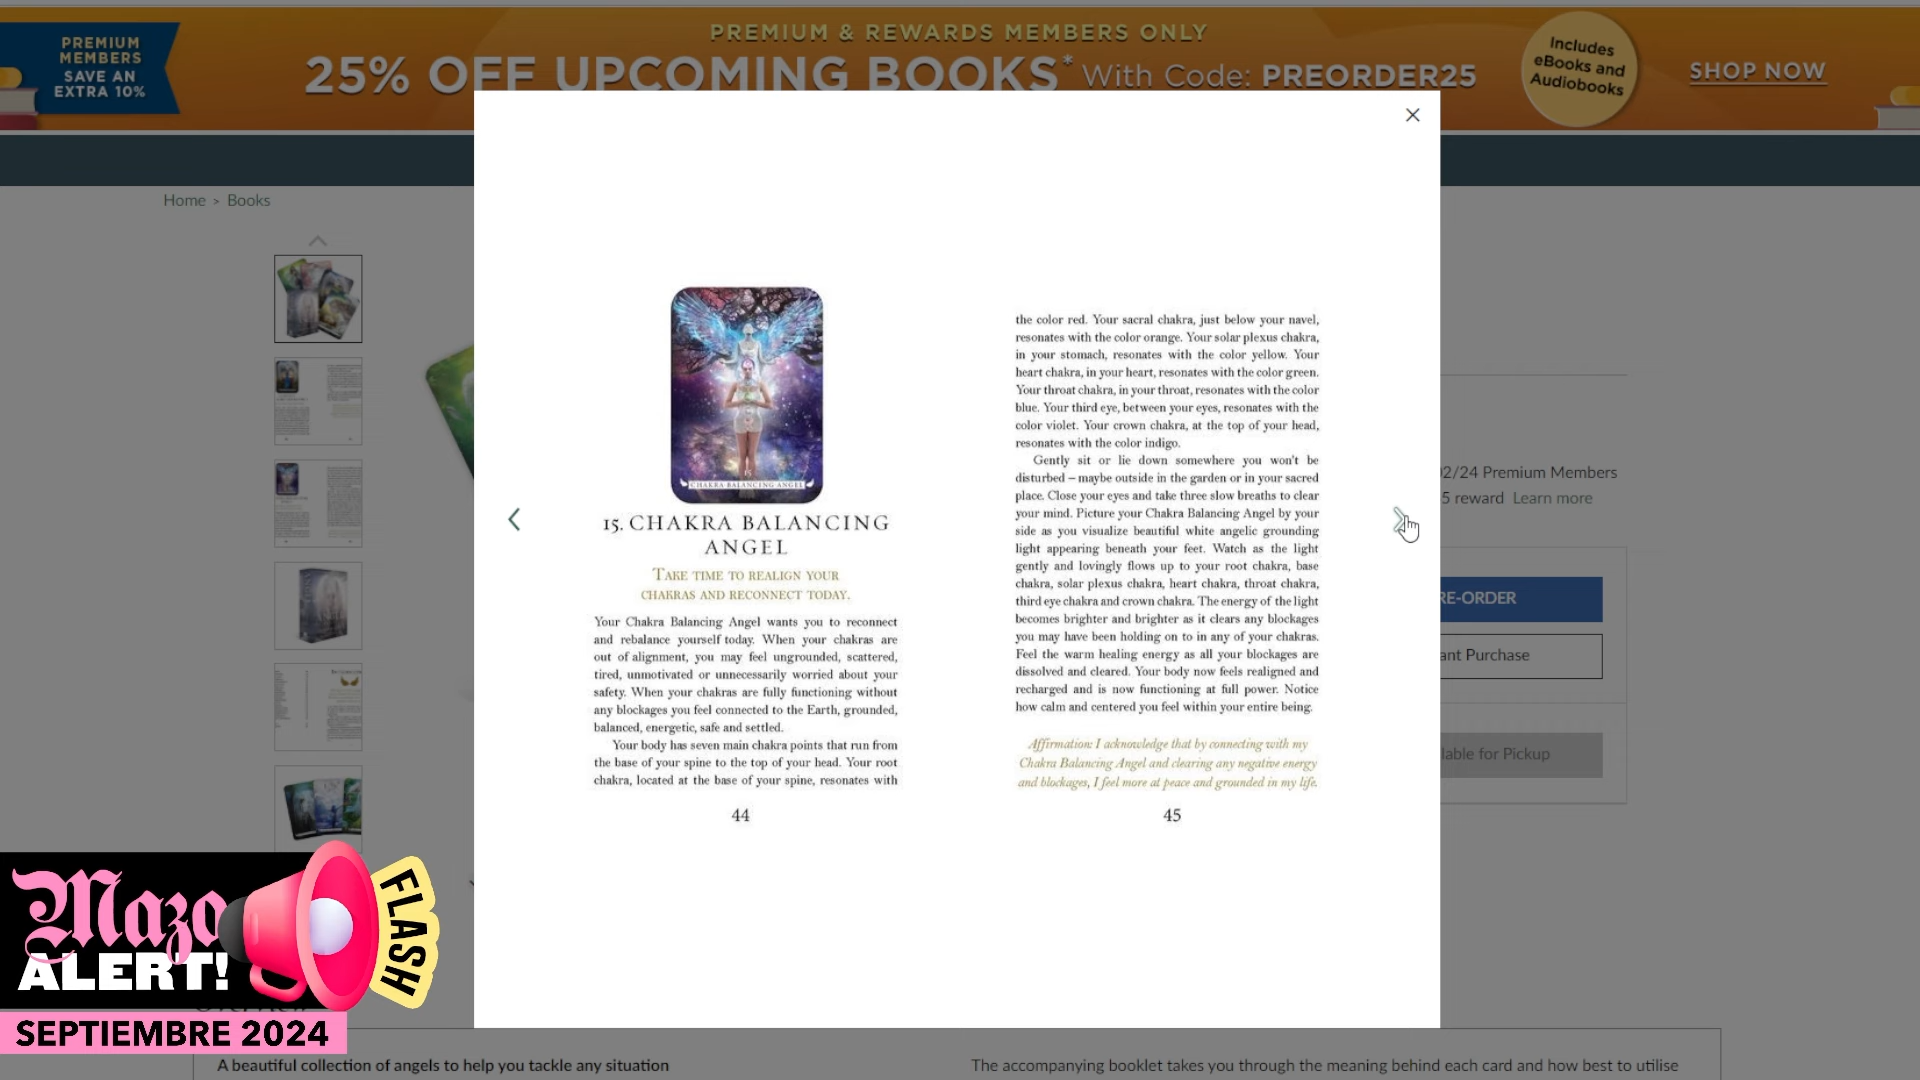 PREMIUM & REWARDS MEMBERS ONLY
PREMIUM
MEMBERS
SAVE AN
EXTRA 10%
25% OFF UPCOMING BOOKS* With Code: PREORDER25
Includes
eBooks and
Audiobooks
SHOP NOW
Home > Books
CHAKRA BALANCING ANGEL
15. CHAKRA BALANCING
ANGEL
TAKE TIME TO REALIGN YOUR
CHAKRAS AND RECONNECT TODAY.
Your Chakra Balancing Angel wants you to reconnect
and rebalance yourself today. When your chakras are
out of alignment, you may feel ungrounded, scattered,
tired, unmotivated or unnecessarily worried about your
safety. When your chakras are fully functioning without
any blockages you feel connected to the Earth, grounded,
balanced, energetic, safe and settled.
Your body has seven main chakra points that run from
the base of your spine to the top of your head. Your root
chakra, located at the base of your spine, resonates with
44
the color red. Your sacral chakra, just below your navel,
resonates with the color orange. Your solar plexus chakra,
in your stomach, resonates with the color yellow. Your
heart chakra, in your heart, resonates with the color green.
Your throat chakra, in your throat, resonates with the color
blue. Your third eye, between your eyes, resonates with the
color violet. Your crown chakra, at the top of your head,
resonates with the color indigo.
Gently sit or lie down somewhere you won't be
disturbed – maybe outside in the garden or in your sacred
place. Close your eyes and take three slow breaths to clear
your mind. Picture your Chakra Balancing Angel by your
side as you visualize beautiful white angelic grounding
light appearing beneath your feet. Watch as the light
gently and lovingly flows up to your root chakra, base
chakra, solar plexus chakra, heart chakra, throat chakra,
third eye chakra and crown chakra. The energy of the light
becomes brighter and brighter as it clears any blockages
you may have been holding on to in any of your chakras.
Feel the warm healing energy as all your blockages are
dissolved and cleared. Your body now feels realigned and
recharged and is now functioning at full power. Notice
how calm and centered you feel within your entire being.
Affirmation: I acknowledge that by connecting with my
Chakra Balancing Angel and clearing any negative energy
and blockages, I feel more at peace and grounded in my life.
45
02/24 Premium Members
5 reward Learn more
RE-ORDER
ant Purchase
lable for Pickup
Mazo
ALERT!
FLASH
SEPTIEMBRE 2024
A beautiful collection of angels to help you tackle any situation
The accompanying booklet takes you through the meaning behind each card and how best to utilise